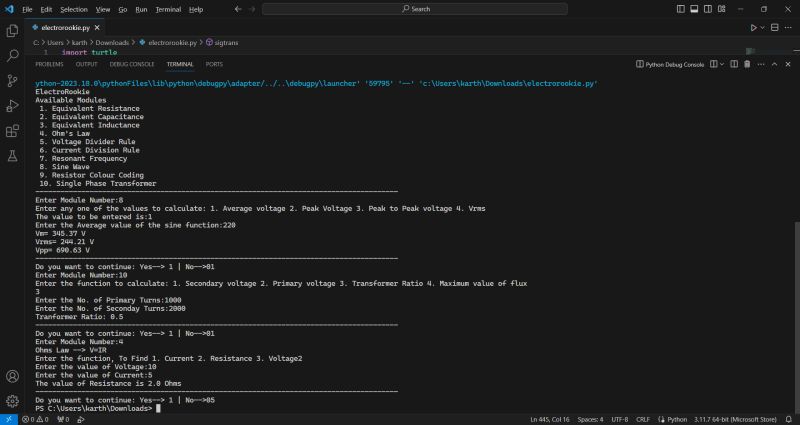 File Edit Selection View Go Run Terminal Help
Search
electrorookie.py
C: > Users > karth > Downloads > electrorookie.py > sigtrans
1 import turtle
PROBLEMS OUTPUT DEBUG CONSOLE TERMINAL PORTS
Python Debug Console
ython-2023.18.0\pythonFiles\lib\python\debugpy\adapter/../..\debugpy\launcher' '59795' '--' 'c:\Users\karth\Downloads\electrorookie.py'
ElectroRookie
Available Modules
1. Equivalent Resistance
2. Equivalent Capacitance
3. Equivalent Inductance
4. Ohm's Law
5. Voltage Divider Rule
6. Current Division Rule
7. Resonant Frequency
8. Sine Wave
9. Resistor Colour Coding
10. Single Phase Transformer
Enter Module Number:8
Enter any one of the values to calculate: 1. Average voltage 2. Peak Voltage 3. Peak to Peak voltage 4. Vrms
The value to be entered is:1
Enter the Average value of the sine function:220
Vm= 345.37 V
Vrms= 244.21 V
Vpp= 690.63 V
Do you want to continue: Yes--> 1 | No-->01
Enter Module Number:10
Enter the function to calculate: 1. Secondary voltage 2. Primary voltage 3. Transformer Ratio 4. Maximum value of flux
3
Enter the No. of Primary Turns:1000
Enter the No. of Seconday Turns:2000
Tranformer Ratio: 0.5
Do you want to continue: Yes--> 1 | No-->01
Enter Module Number:4
Ohms Law --> V=IR
Enter the function, To Find 1. Current 2. Resistance 3. Voltage2
Enter the value of Voltage:10
Enter the value of Current:5
The value of Resistance is 2.0 Ohms
Do you want to continue: Yes--> 1 | No-->05
PS C:\Users\karth\Downloads>
0 0 0 Ln 445, Col 16 Spaces: 4 UTF-8 CRLF Python 3.11.7 64-bit (Microsoft Store)